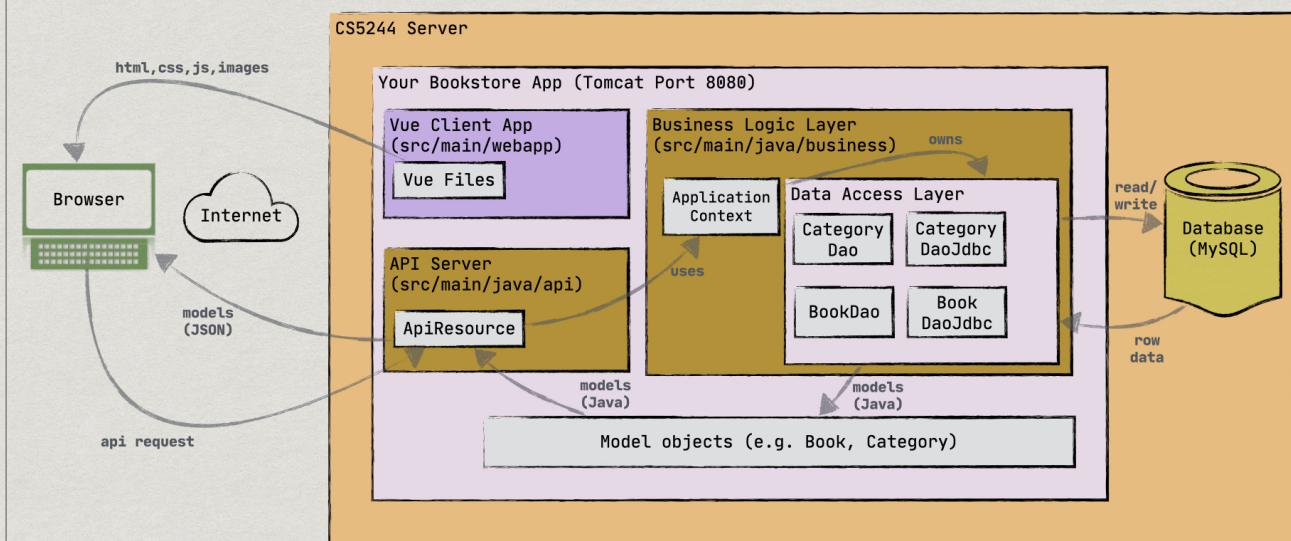 CS5244 Server
html,css,js,images
Your Bookstore App (Tomcat Port 8080)
Vue Client App
(src/main/webapp)
Vue Files
Business Logic Layer
(src/main/java/business)
owns
Application
Context
Data Access Layer
Category
Dao
Category
DaoJdbc
BookDao
Book
DaoJdbc
read/
write
Database
(MySQL)
row
data
Browser
Internet
API Server
(src/main/java/api)
ApiResource
uses
models
(JSON)
api request
models
(Java)
models
(Java)
Model objects (e.g. Book, Category)